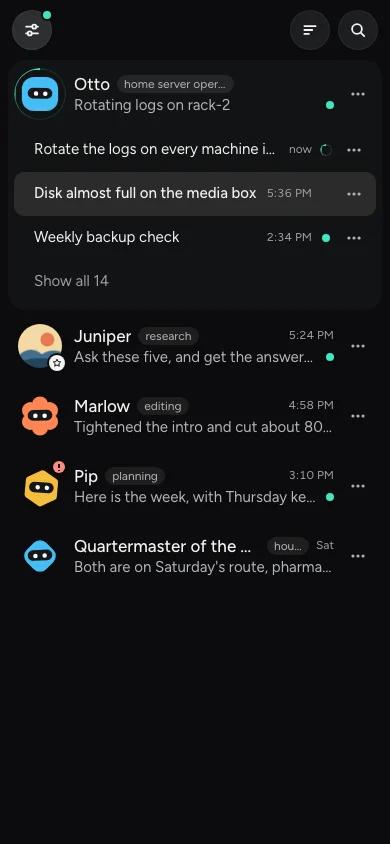 Otto home server oper...
Rotating logs on rack-2
Rotate the logs on every machine i... now
Disk almost full on the media box 5:36 PM
Weekly backup check 2:34 PM
Show all 14
Juniper research 5:24 PM
Ask these five, and get the answer...
Marlow editing 4:58 PM
Tightened the intro and cut about 80...
Pip planning 3:10 PM
Here is the week, with Thursday ke...
Quartermaster of the ... hou... Sat
Both are on Saturday's route, pharma...